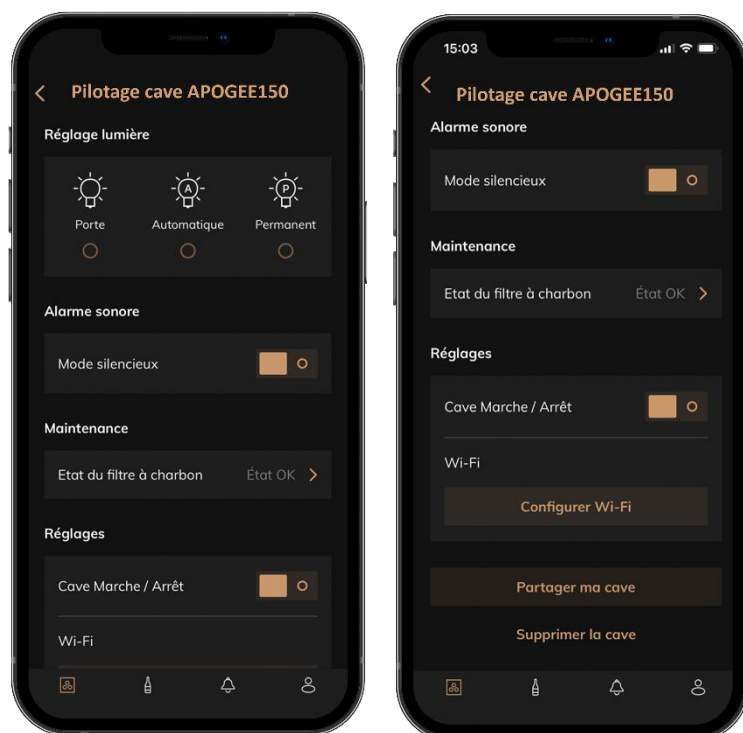 Pilotage cave APOGEE150
Réglage lumière
A
P
Porte
Automatique
Permanent
Alarme sonore
Mode silencieux
Maintenance
Etat du filtre à charbon
État OK
Réglages
Cave Marche / Arrêt
Wi-Fi
15:03
Pilotage cave APOGEE150
Alarme sonore
Mode silencieux
Maintenance
Etat du filtre à charbon
État OK
Réglages
Cave Marche / Arrêt
Wi-Fi
Configurer Wi-Fi
Partager ma cave
Supprimer la cave